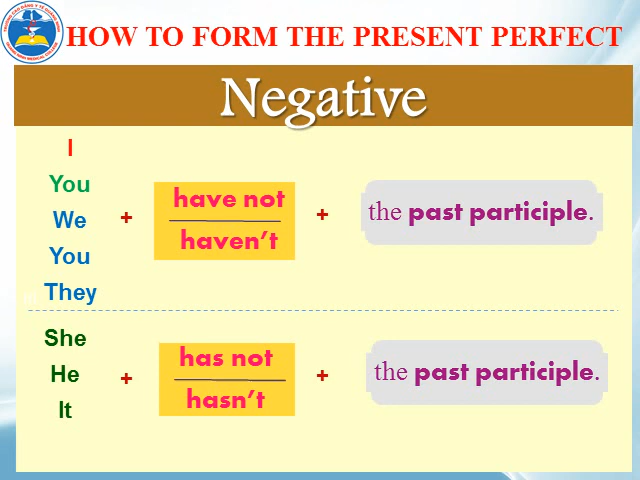 HOW TO FORM THE PRESENT PERFECT
Negative
I
You
We
You
They
+
have not
haven't
+
the past participle.
She
He
It
+
has not
hasn't
+
the past participle.